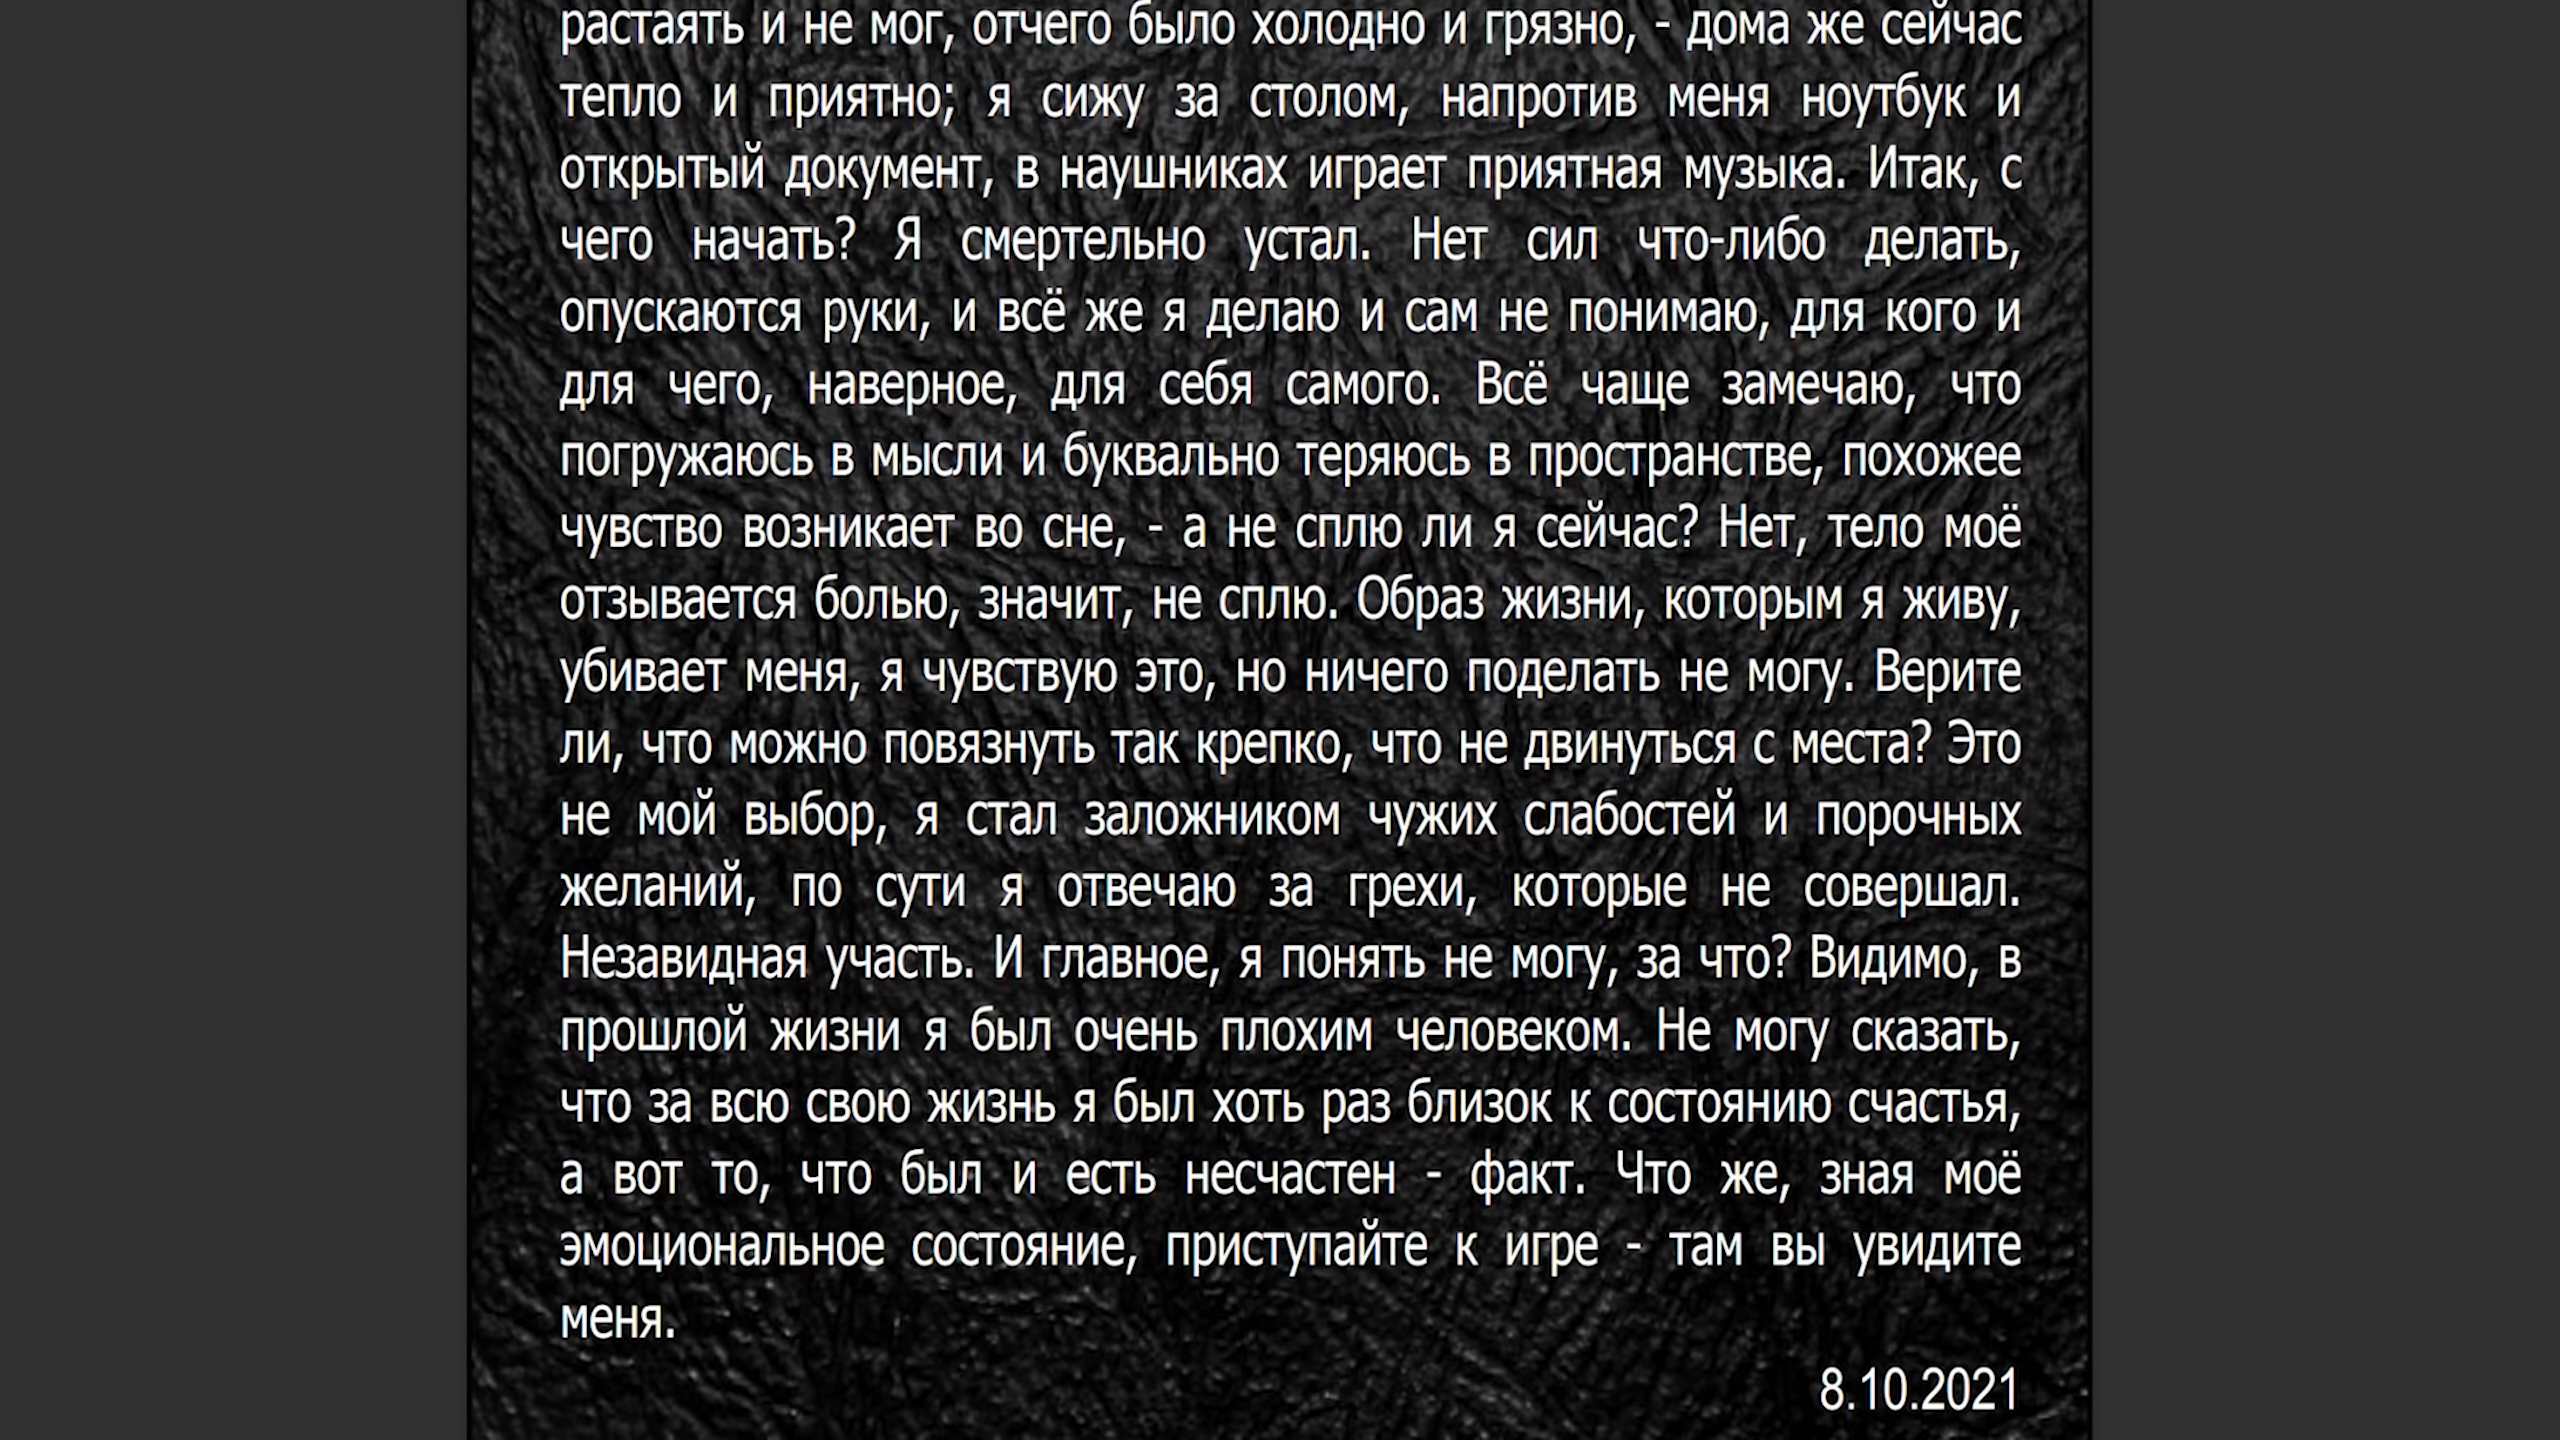 растаять и не мог, отчего было холодно и грязно, - дома же сейчас
тепло и приятно; я сижу за столом, напротив меня ноутбук и
открытый документ, в наушниках играет приятная музыка. Итак, с
чего начать? Я смертельно устал. Нет сил что-либо делать,
опускаются руки, и всё же я делаю и сам не понимаю, для кого и
для чего, наверное, для себя самого. Всё чаще замечаю, что
погружаюсь в мысли и буквально теряюсь в пространстве, похожее
чувство возникает во сне, - а не сплю ли я сейчас? Нет, тело моё
отзывается болью, значит, не сплю. Образ жизни, которым я живу,
убивает меня, я чувствую это, но ничего поделать не могу. Верите
ли, что можно повязнуть так крепко, что не двинуться с места? Это
не мой выбор, я стал заложником чужих слабостей и порочных
желаний, по сути я отвечаю за грехи, которые не совершал.
Незавидная участь. И главное, я понять не могу, за что? Видимо, в
прошлой жизни я был очень плохим человеком. Не могу сказать,
что за всю свою жизнь я был хоть раз близок к состоянию счастья,
а вот то, что был и есть несчастен - факт. Что же, зная моё
эмоциональное состояние, приступайте к игре - там вы увидите
меня.
8.10.2021